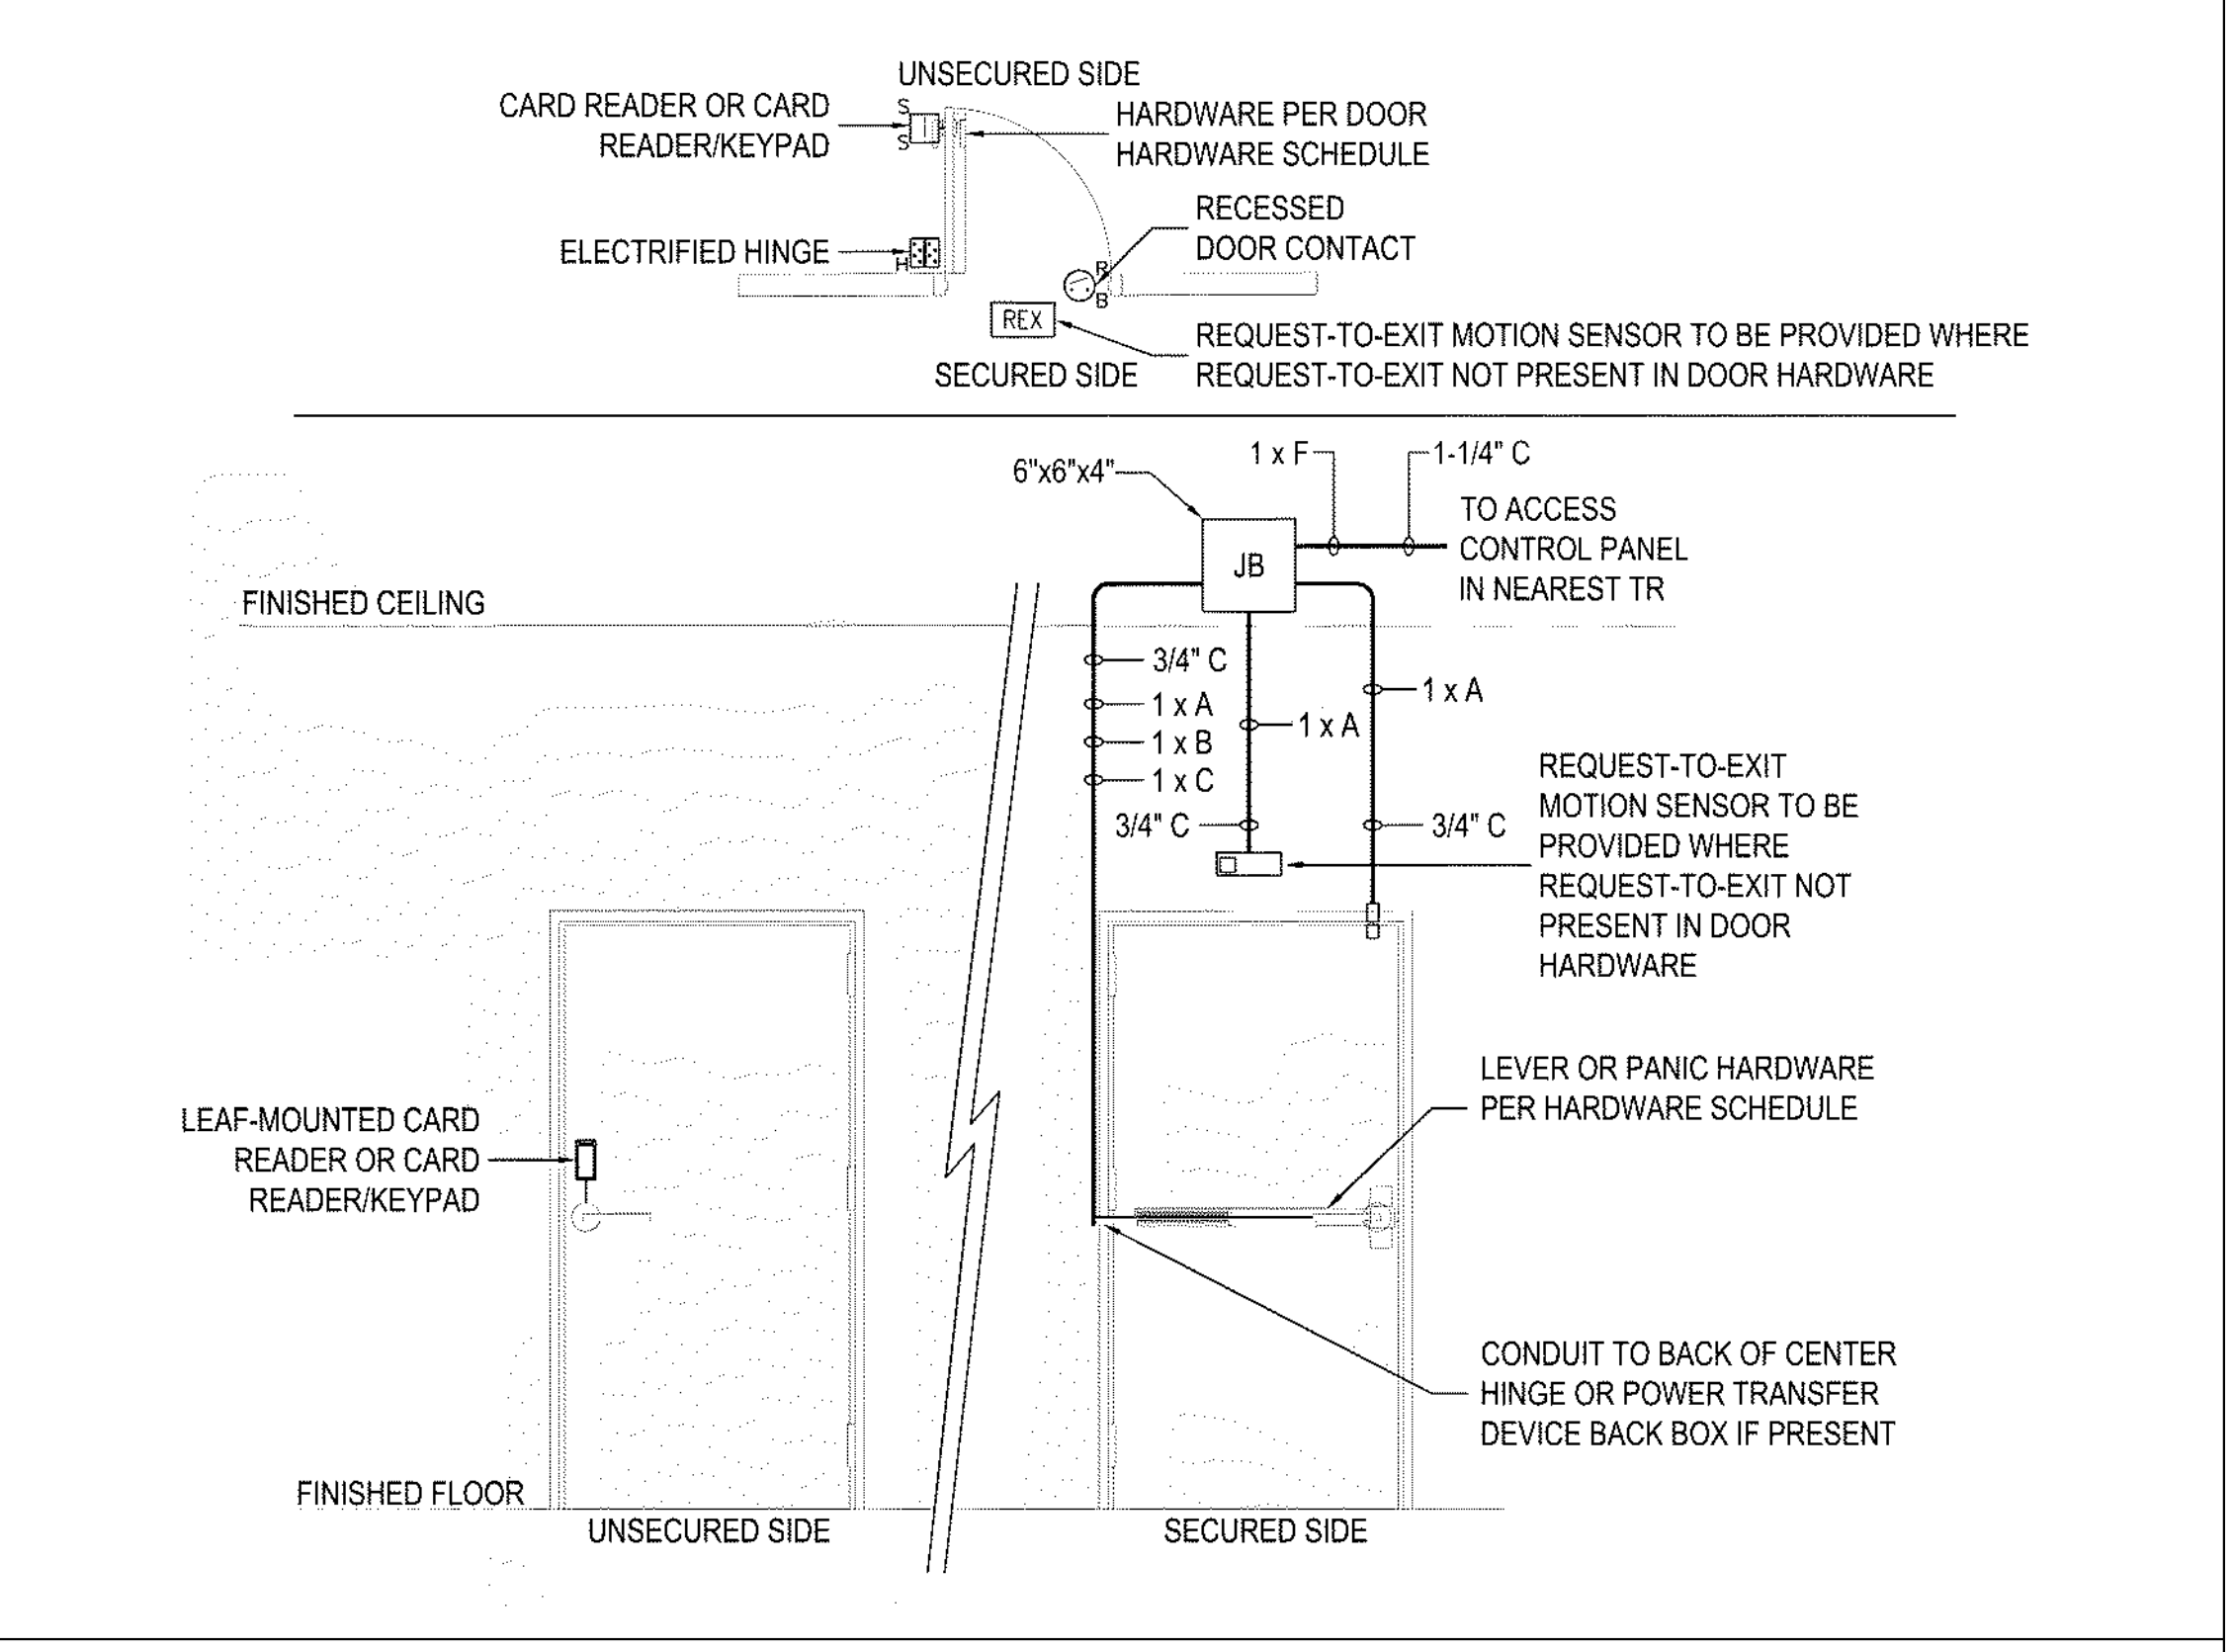 UNSECURED SIDE
CARD READER OR CARD
READER/KEYPAD
S
S
HARDWARE PER DOOR
HARDWARE SCHEDULE
RECESSED
DOOR CONTACT
ELECTRIFIED HINGE
H
R
B
REX
REQUEST-TO-EXIT MOTION SENSOR TO BE PROVIDED WHERE
REQUEST-TO-EXIT NOT PRESENT IN DOOR HARDWARE
SECURED SIDE
6"x6"x4"
1 x F
1-1/4" C
TO ACCESS
CONTROL PANEL
IN NEAREST TR
JB
FINISHED CEILING
3/4" C
1 x A
1 x B
1 x C
1 x A
3/4" C
1 x A
3/4" C
REQUEST-TO-EXIT
MOTION SENSOR TO BE
PROVIDED WHERE
REQUEST-TO-EXIT NOT
PRESENT IN DOOR
HARDWARE
LEAF-MOUNTED CARD
READER OR CARD
READER/KEYPAD
LEVER OR PANIC HARDWARE
PER HARDWARE SCHEDULE
CONDUIT TO BACK OF CENTER
HINGE OR POWER TRANSFER
DEVICE BACK BOX IF PRESENT
FINISHED FLOOR
UNSECURED SIDE
SECURED SIDE